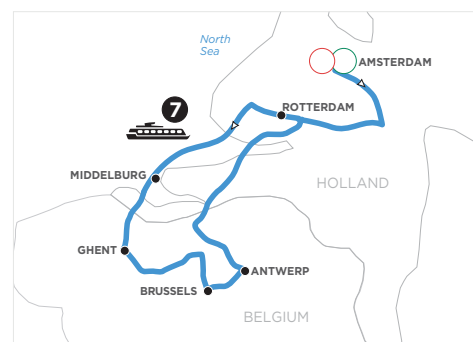 North
Sea
AMSTERDAM
7
ROTTERDAM
MIDDELBURG
HOLLAND
GHENT
ANTWERP
BRUSSELS
BELGIUM